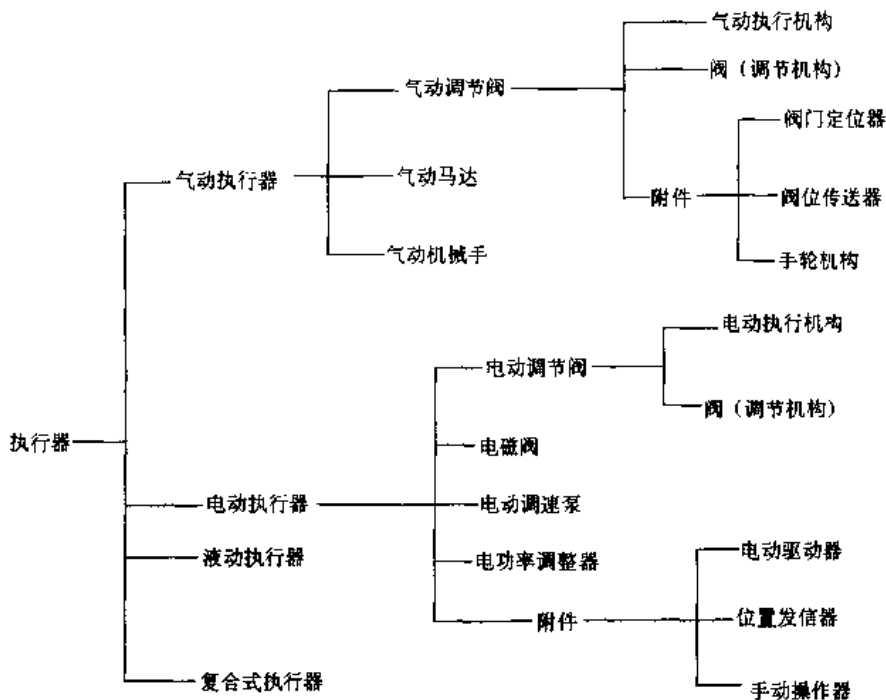 气动执行机构
阀（调节机构）
气动调节阀
阀门定位器
气动执行器
气动马达
附件
阀位传送器
气动机械手
手轮机构
电动执行机构
电动调节阀
阀（调节机构）
执行器
电磁阀
电动执行器
电动调速泵
液动执行器
电功率调整器
电动驱动器
附件
位置发信器
复合式执行器
手动操作器